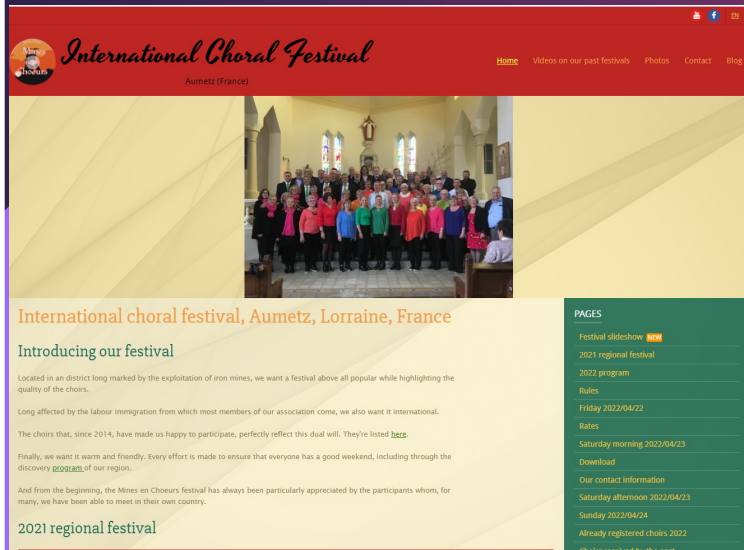 EN
Mines
en
Choeurs
International Choral Festival
Aumetz (France)
Home Videos on our past festivals Photos Contact Blog
International choral festival, Aumetz, Lorraine, France
Introducing our festival
Located in an district long marked by the exploitation of iron mines, we want a festival above all popular while highlighting the
quality of the choirs.
Long affected by the labour immigration from which most members of our association come, we also want it international.
The choirs that, since 2014, have made us happy to participate, perfectly reflect this dual will. They're listed here.
Finally, we want it warm and friendly. Every effort is made to ensure that everyone has a good weekend, including through the
discovery program of our region.
And from the beginning, the Mines en Choeurs festival has always been particularly appreciated by the participants whom, for
many, we have been able to meet in their own country.
2021 regional festival
PAGES
Festival slideshow NEW
2021 regional festival
2022 program
Rules
Friday 2022/04/22
Rates
Saturday morning 2022/04/23
Download
Our contact information
Saturday afternoon 2022/04/23
Sunday 2022/04/24
Already registered choirs 2022